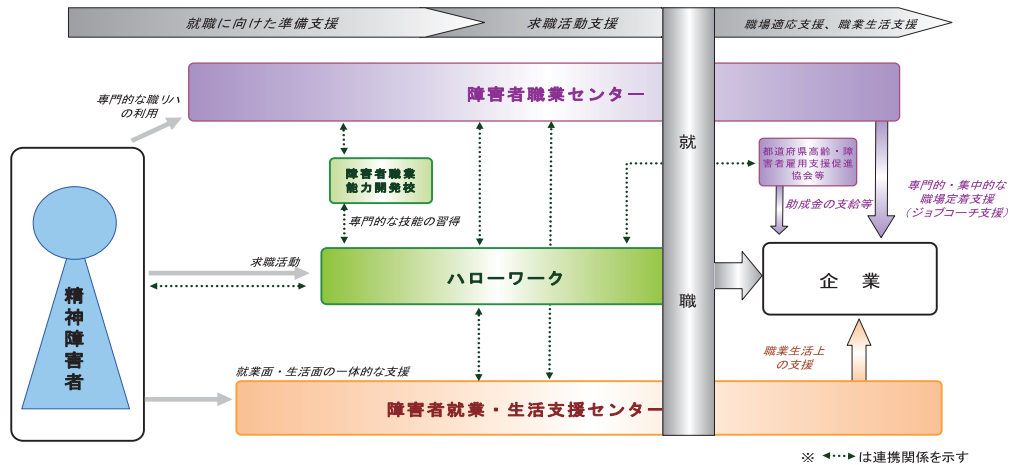 就職に向けた準備支援
求職活動支援
職場適応支援、職業生活支援
障害者職業センター
専門的な職リハ
の利用
就
職
障害者職業
能力開発校
都道府県高齢・障
害者雇用支援促進
協会等
専門的・集中的な
職場定着支援
（ジョブコーチ支援）
助成金の支給等
専門的な技能の習得
求職活動
ハローワーク
企　業
精神障害者
職業生活上
の支援
就業面・生活面の一体的な支援
障害者就業・生活支援センター
※ は連携関係を示す